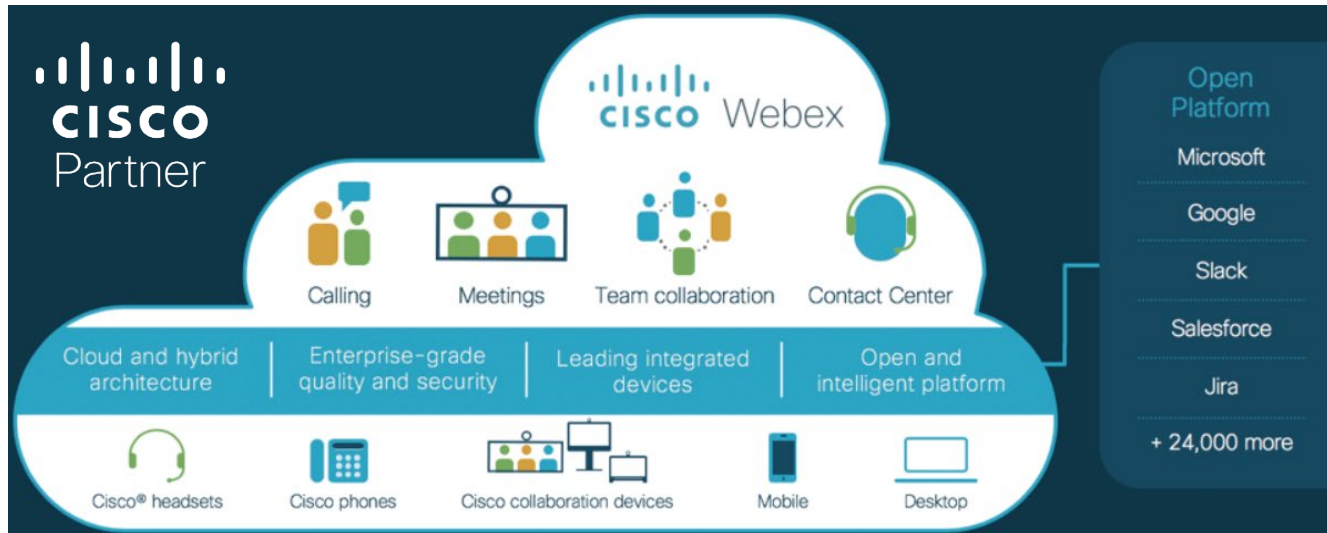 CISCO
Partner
CISCO Webex
Calling
Meetings
Team collaboration
Contact Center
Cloud and hybrid
architecture
Enterprise-grade
quality and security
Leading integrated
devices
Open and
intelligent platform
Cisco® headsets
Cisco phones
Cisco collaboration devices
Mobile
Desktop
Open
Platform
Microsoft
Google
Slack
Salesforce
Jira
+ 24,000 more